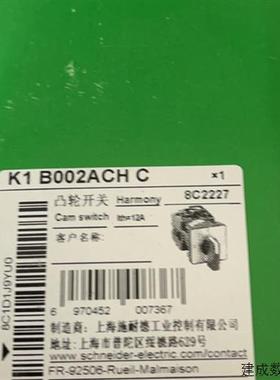 K1 B002ACH C
×1
凸轮开关 Harmony
8C2227
Cam switch Ith=12A
客户名称:
8C1D1J9YU0
6 970452 007367
制造商: 上海施耐德工业控制有限公司
地址: 上海市普陀区绥德路629号
www.schneider-electric.com/contact
FR-92506-Rueil-Malmaison
建成数